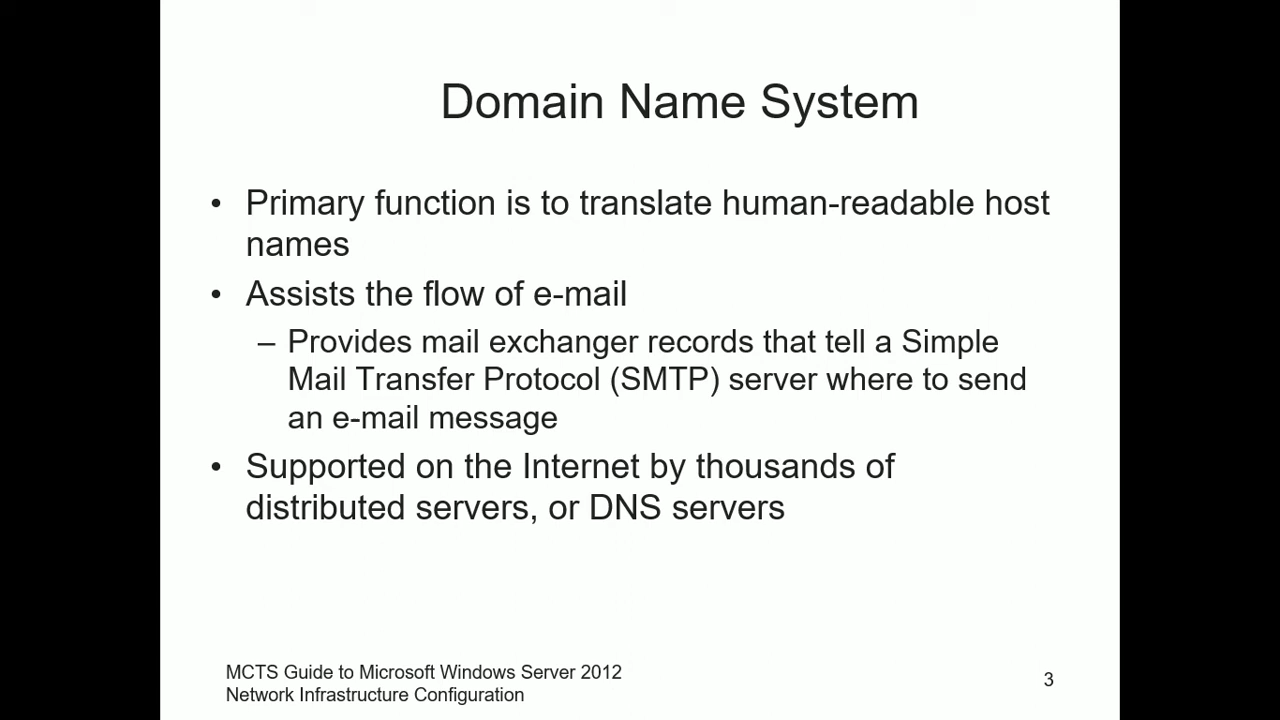 Domain Name System
• Primary function is to translate human-readable host
names
• Assists the flow of e-mail
– Provides mail exchanger records that tell a Simple
Mail Transfer Protocol (SMTP) server where to send
an e-mail message
• Supported on the Internet by thousands of
distributed servers, or DNS servers
MCTS Guide to Microsoft Windows Server 2012
Network Infrastructure Configuration
3